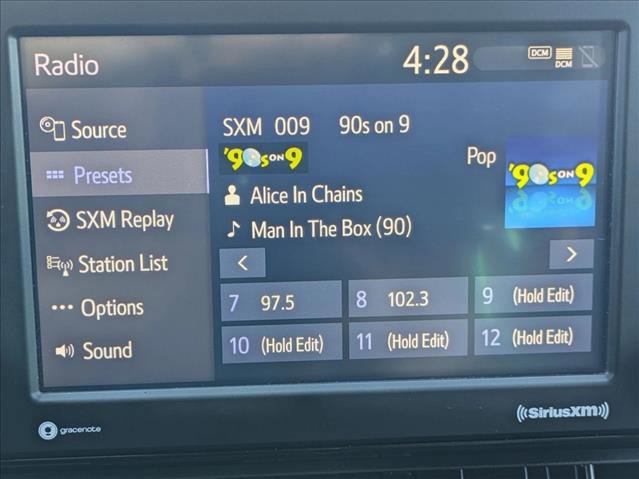 Radio
4:28
DCM
DCM
Source
Presets
SXM Replay
Station List
Options
Sound
SXM 009 90s on 9
'90s ON 9
Pop
'90s ON 9
Alice In Chains
Man In The Box (90)
<
>
7 97.5
8 102.3
9 (Hold Edit)
10 (Hold Edit)
11 (Hold Edit)
12 (Hold Edit)
gracenote
((SiriusXM))